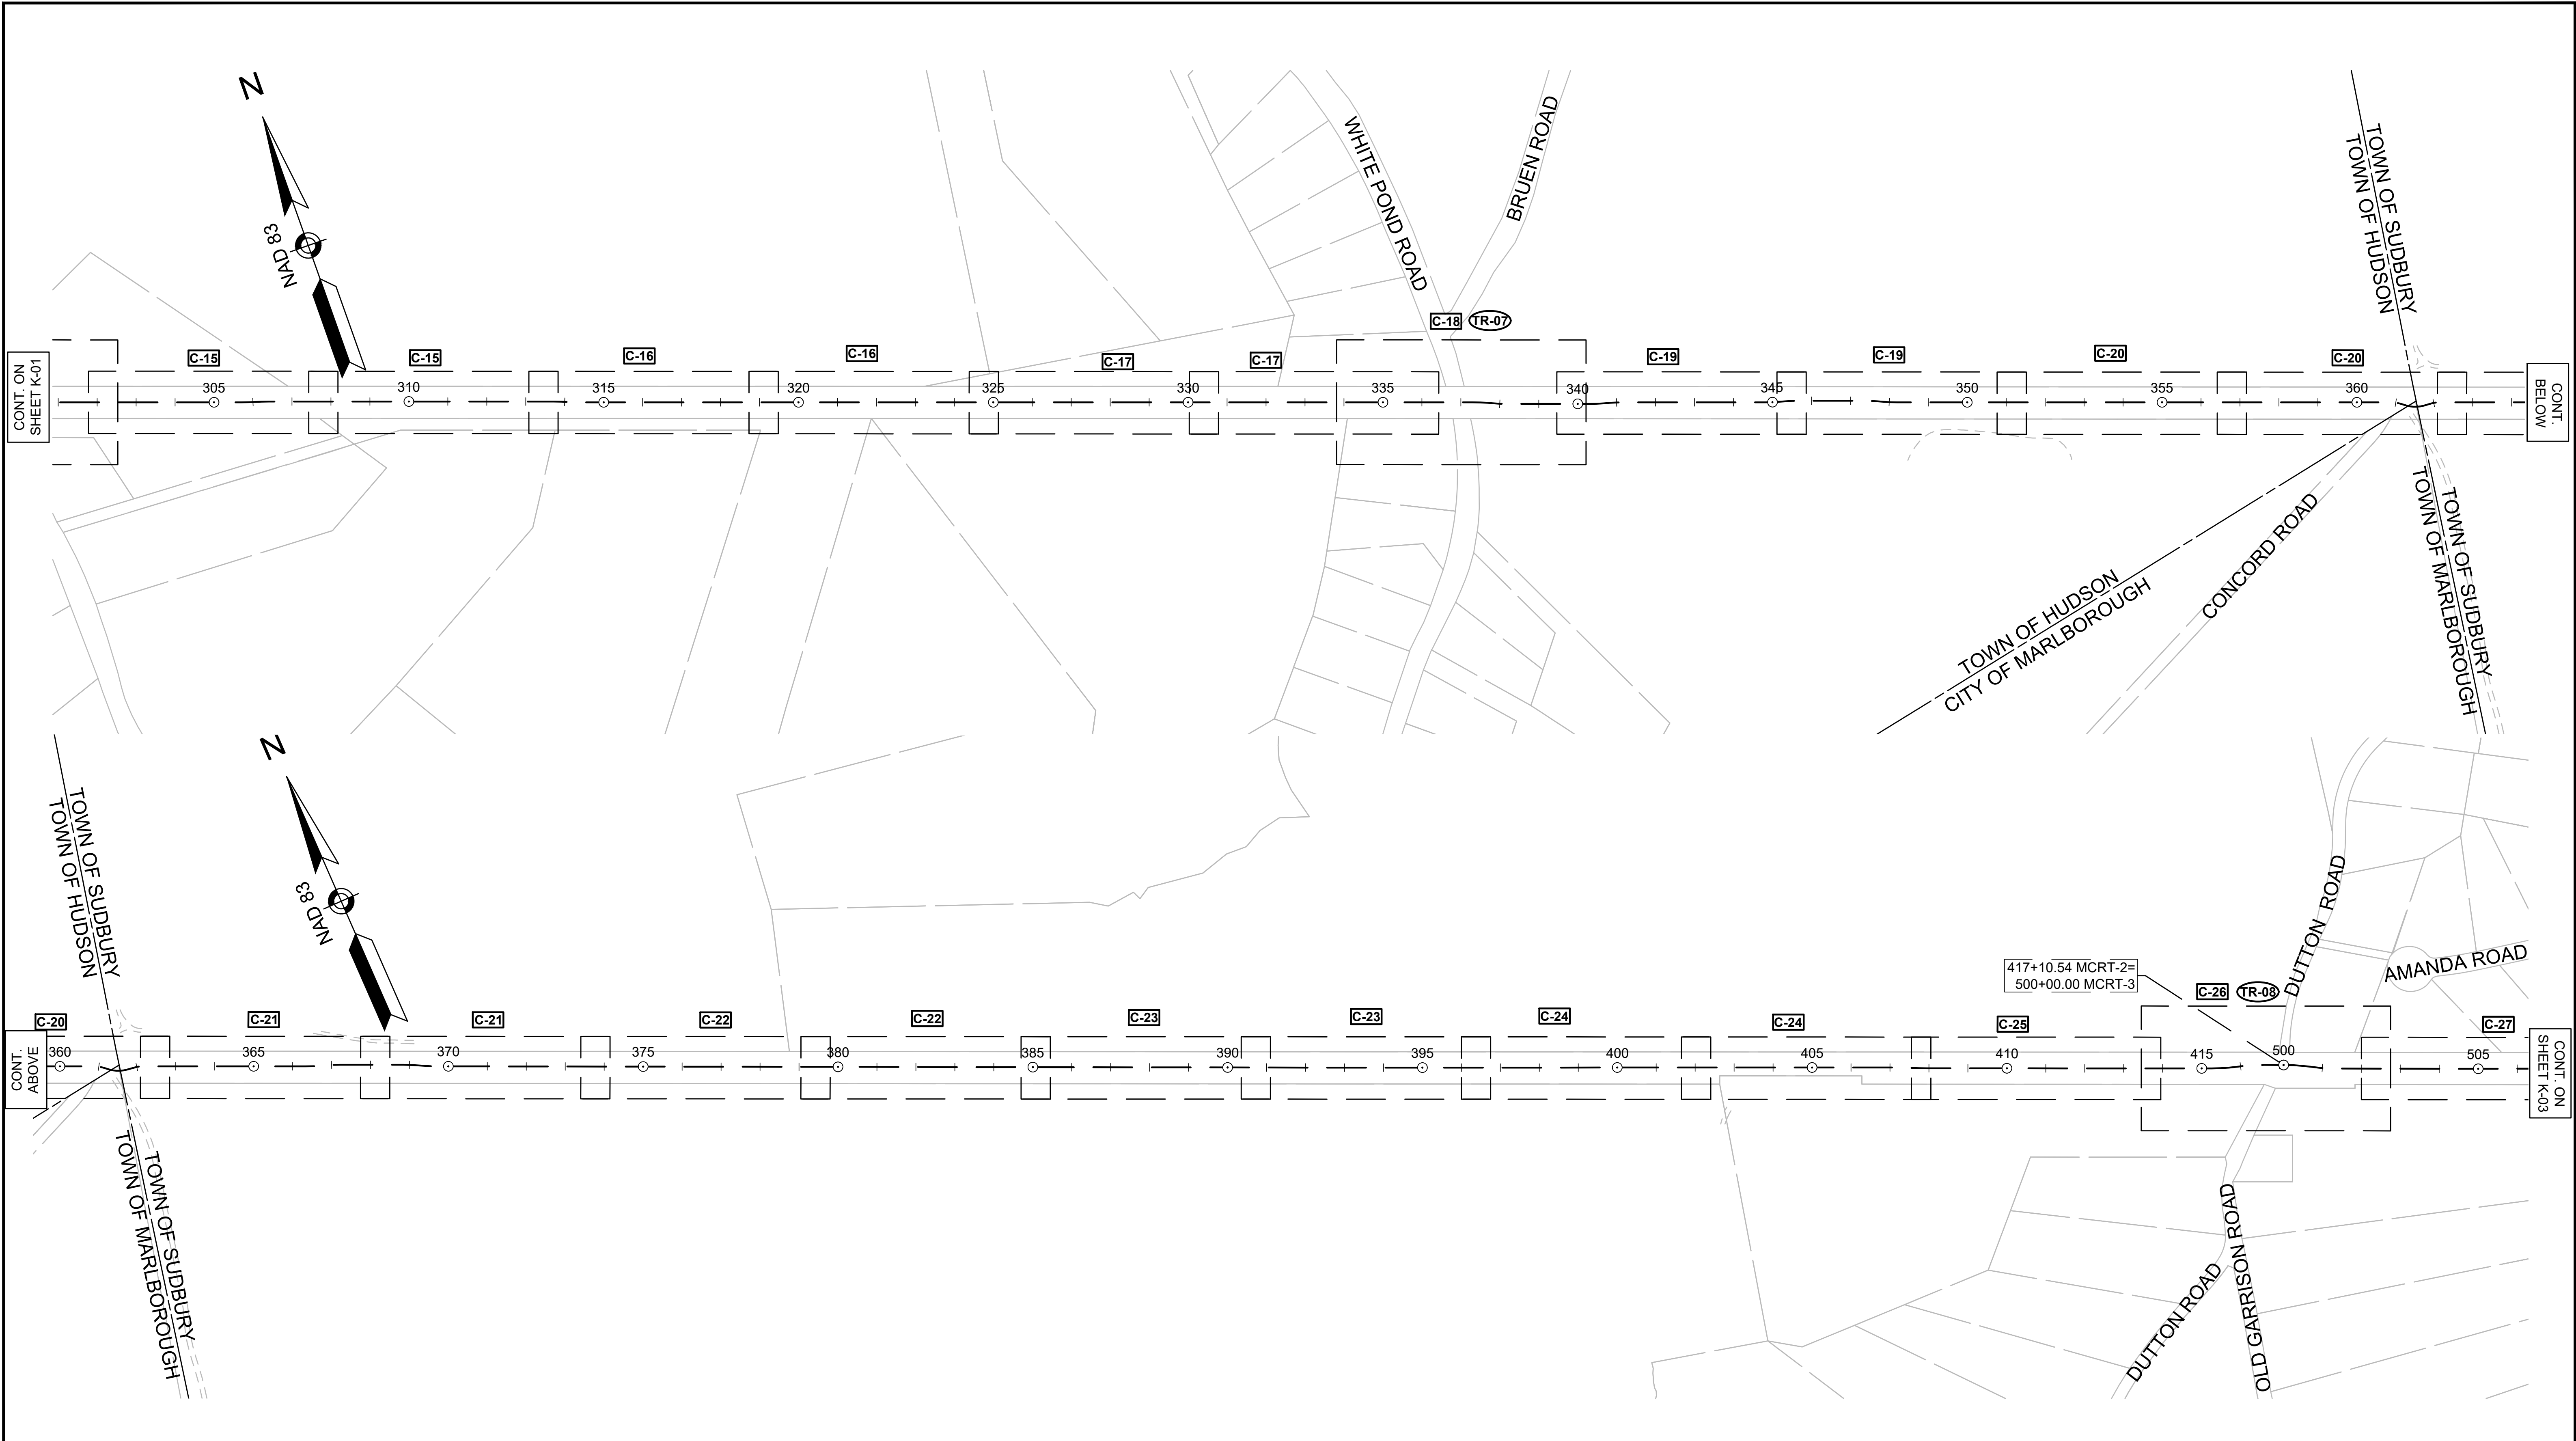 N
NAD 83
WHITE POND ROAD
BRUEN ROAD
TOWN OF SUDBURY
TOWN OF HUDSON
C-18 TR-07
C-15
C-15
C-16
C-16
C-17
C-17
C-19
C-19
C-20
C-20
CONT. ON
SHEET K-01
305
310
315
320
325
330
335
340
345
350
355
360
CONT.
BELOW
CONCORD ROAD
TOWN OF HUDSON
CITY OF MARLBOROUGH
TOWN OF SUDBURY
TOWN OF MARLBOROUGH
N
NAD 83
TOWN OF SUDBURY
TOWN OF HUDSON
DUTTON ROAD
AMANDA ROAD
417+10.54 MCRT-2=
500+00.00 MCRT-3
C-26 TR-08
C-20
C-21
C-21
C-22
C-22
C-23
C-23
C-24
C-24
C-25
C-27
CONT.
ABOVE
360
365
370
375
380
385
390
395
400
405
410
415
500
505
CONT. ON
SHEET K-03
TOWN OF SUDBURY
TOWN OF MARLBOROUGH
DUTTON ROAD
OLD GARRISON ROAD